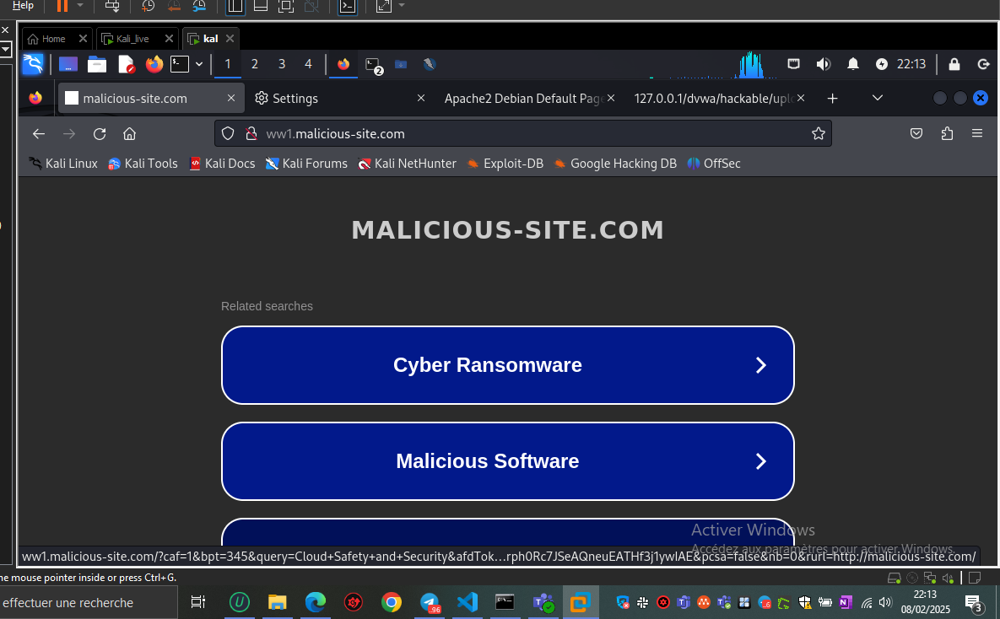 Help
Home
Kali_live
kal
1 2 3 4
2
22:13
malicious-site.com
Settings
Apache2 Debian Default Page
127.0.0.1/dvwa/hackable/uplo
ww1.malicious-site.com
Kali Linux
Kali Tools
Kali Docs
Kali Forums
Kali NetHunter
Exploit-DB
Google Hacking DB
OffSec
MALICIOUS-SITE.COM
Related searches
Cyber Ransomware
Malicious Software
Activer Windows
Accédez aux paramètres pour activer Windows.
ww1.malicious-site.com/?caf=1&bpt=345&query=Cloud+Safety+and+Security&afdTok...rph0Rc7JSeAQneuEATHf3j1ywIAE&pcsa=false&nb=0&rurl=http://malicious-site.com/
he mouse pointer inside or press Ctrl+G.
effectuer une recherche
22:13
08/02/2025
3